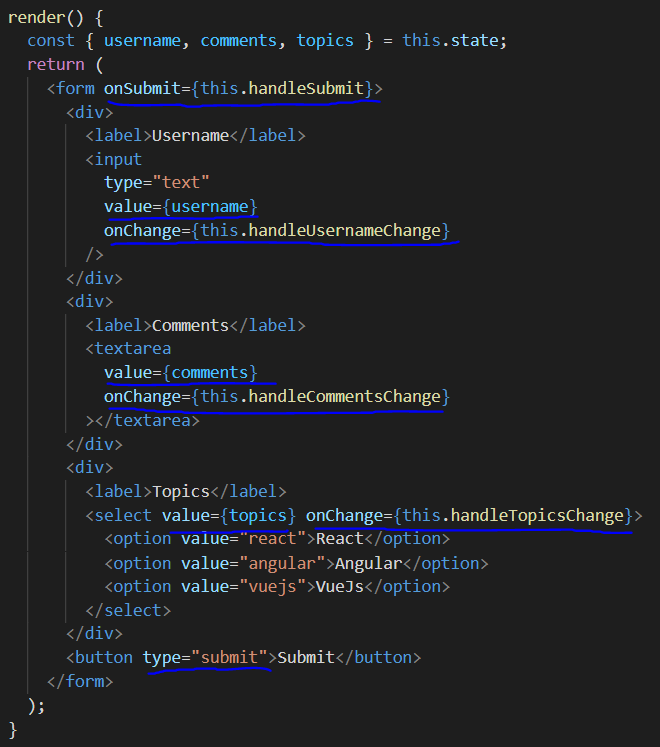 render() {
  const { username, comments, topics } = this.state;
  return (
    <form onSubmit={this.handleSubmit}>
      <div>
        <label>Username</label>
        <input
          type="text"
          value={username}
          onChange={this.handleUsernameChange}
        />
      </div>
      <div>
        <label>Comments</label>
        <textarea
          value={comments}
          onChange={this.handleCommentsChange}
        ></textarea>
      </div>
      <div>
        <label>Topics</label>
        <select value={topics} onChange={this.handleTopicsChange}>
          <option value="react">React</option>
          <option value="angular">Angular</option>
          <option value="vuejs">VueJs</option>
        </select>
      </div>
      <button type="submit">Submit</button>
    </form>
  );
}